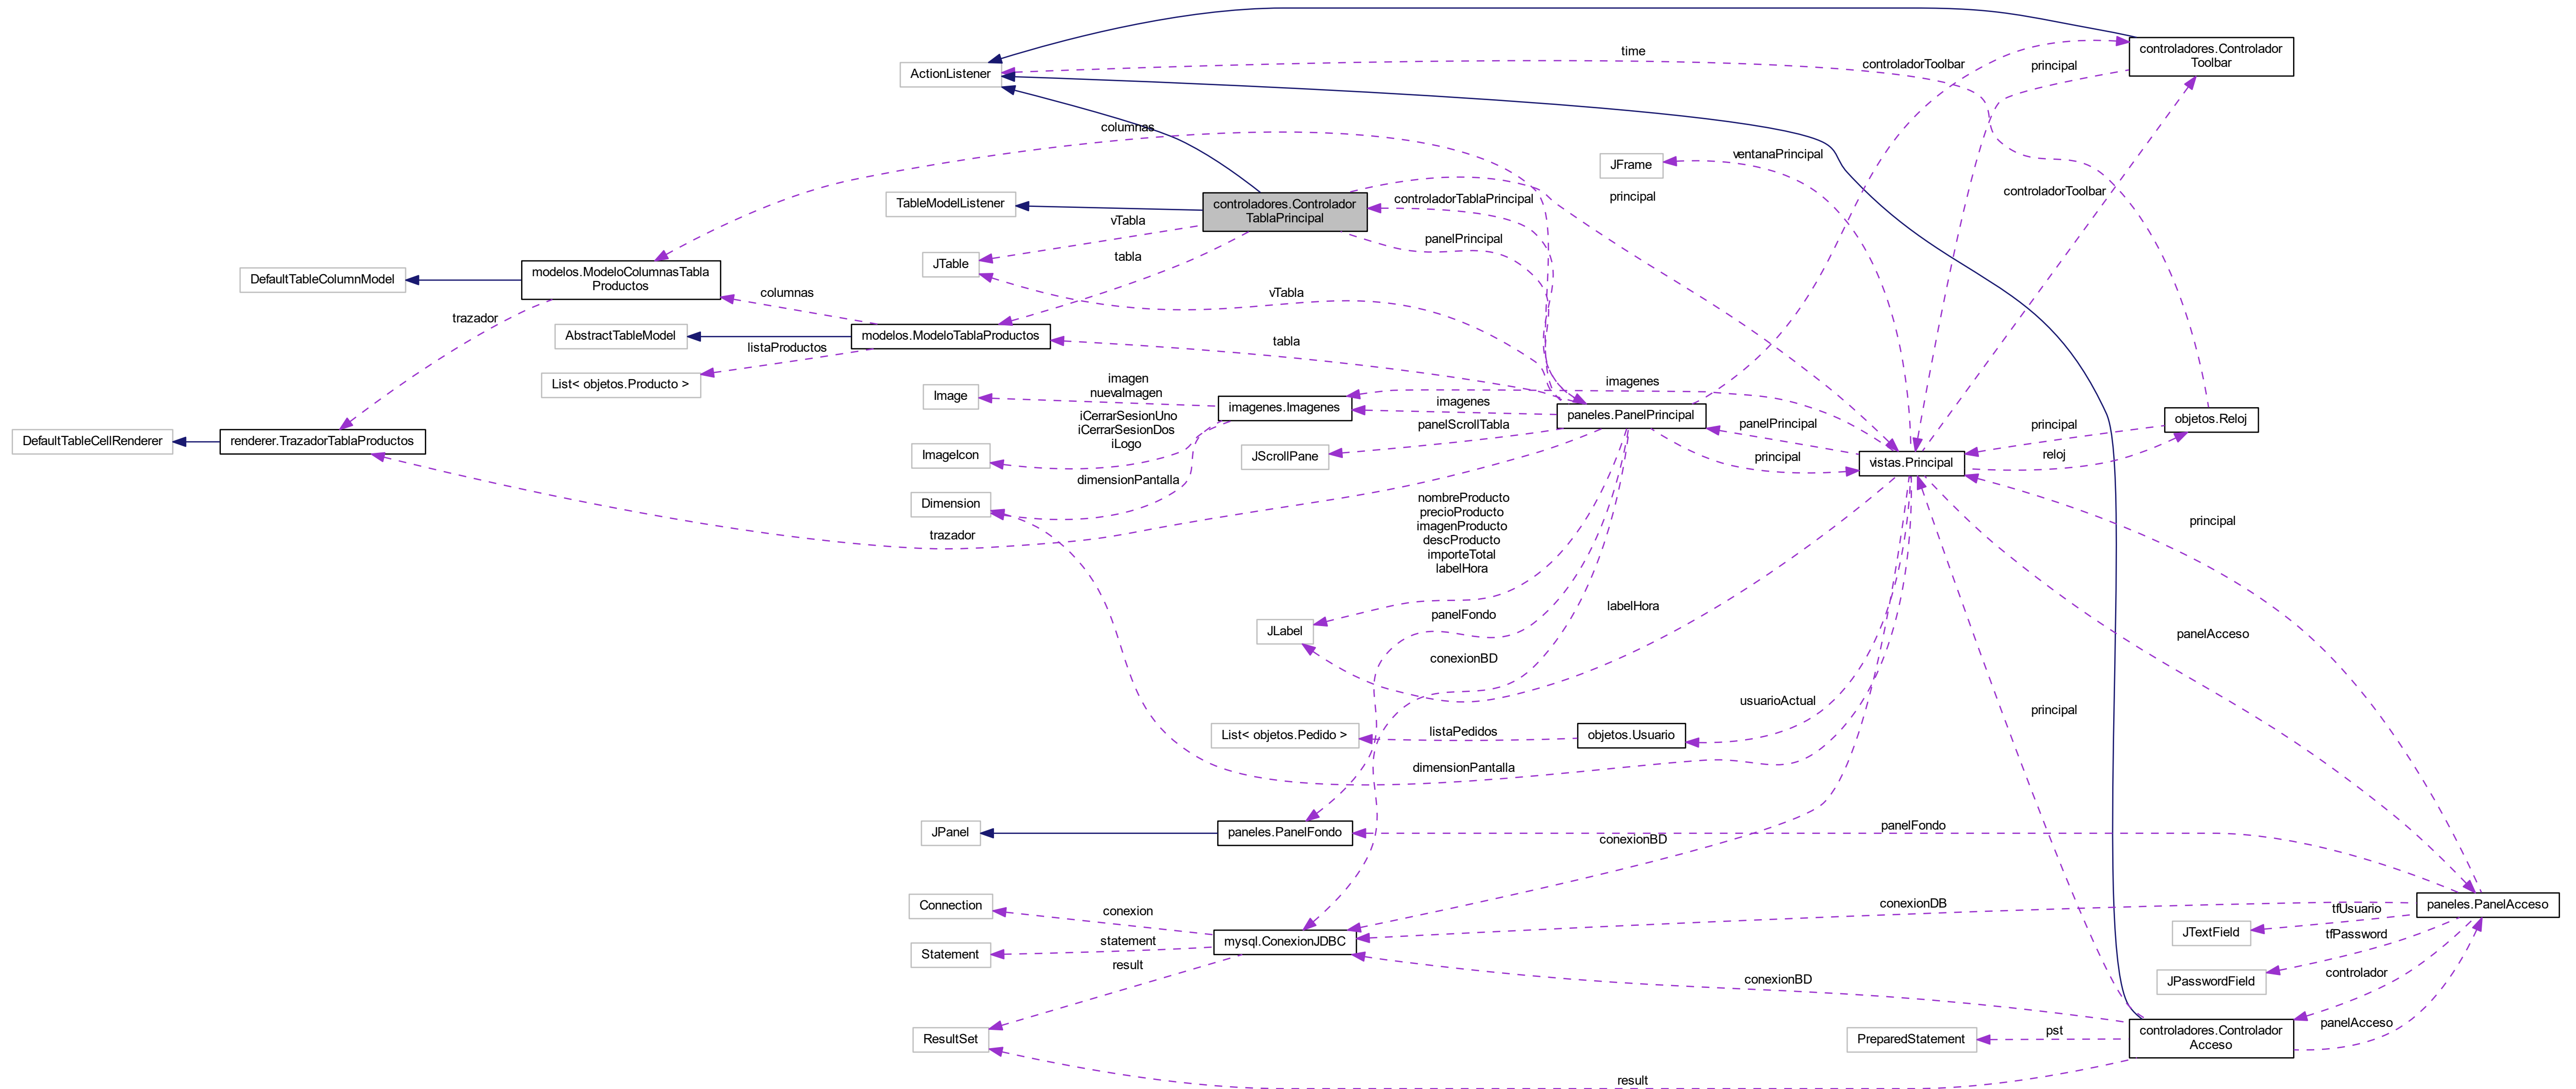 controladores.Controlador
Toolbar
time
controladorToolbar
principal
ActionListener
columnas
ventanaPrincipal
JFrame
controladorToolbar
TableModelListener
controladores.Controlador
TablaPrincipal
controladorTablaPrincipal
principal
vTabla
panelPrincipal
JTable
tabla
DefaultTableColumnModel
modelos.ModeloColumnasTabla
Productos
columnas
vTabla
trazador
AbstractTableModel
modelos.ModeloTablaProductos
tabla
listaProductos
List< objetos.Producto >
imagen
nuevaImagen
Image
imagenes.Imagenes
imagenes
imagenes
paneles.PanelPrincipal
objetos.Reloj
iCerrarSesionUno
iCerrarSesionDos
iLogo
panelScrollTabla
panelPrincipal
principal
DefaultTableCellRenderer
renderer.TrazadorTablaProductos
ImageIcon
JScrollPane
principal
vistas.Principal
reloj
dimensionPantalla
Dimension
nombreProducto
precioProducto
imagenProducto
descProducto
importeTotal
labelHora
trazador
principal
JLabel
panelFondo
labelHora
panelAcceso
conexionBD
usuarioActual
principal
List< objetos.Pedido >
listaPedidos
objetos.Usuario
dimensionPantalla
JPanel
paneles.PanelFondo
panelFondo
conexionBD
Connection
conexion
conexionDB
paneles.PanelAcceso
tfUsuario
JTextField
tfPassword
Statement
statement
mysql.ConexionJDBC
result
conexionBD
controlador
JPasswordField
ResultSet
PreparedStatement
pst
controladores.Controlador
Acceso
panelAcceso
result